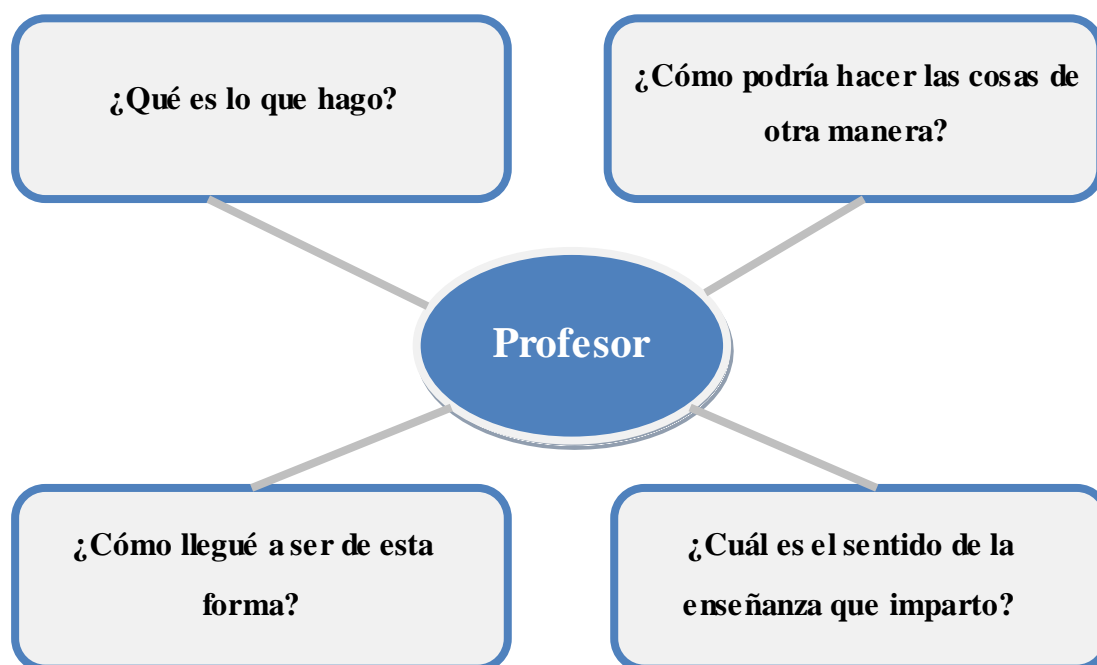 ¿Qué es lo que hago?
¿Cómo podría hacer las cosas de
otra manera?
Profesor
¿Cómo llegué a ser de esta
forma?
¿Cuál es el sentido de la
enseñanza que imparto?